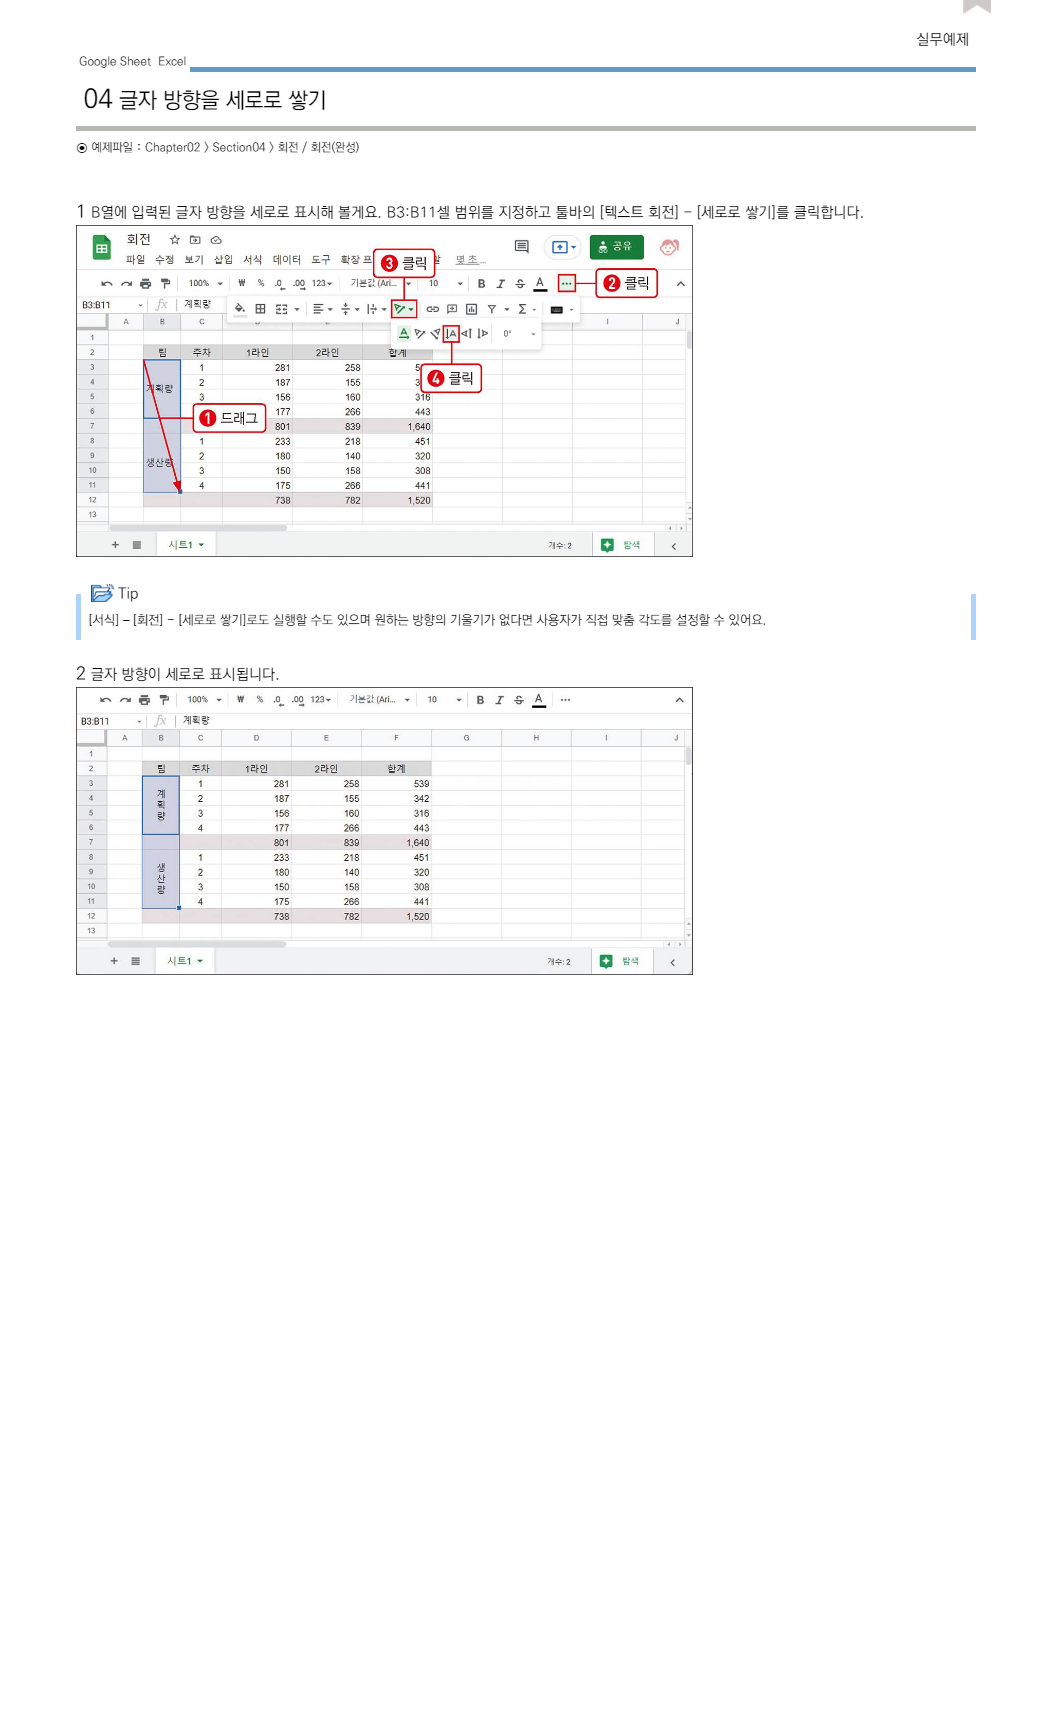 실무예제
Google Sheet Excel
04 글자 방향을 세로로 쌓기
예제파일 : Chapter02 > Section04 > 회전 / 회전(완성)
1 B열에 입력된 글자 방향을 세로로 표시해 볼게요. B3:B11셀 범위를 지정하고 툴바의 [텍스트 회전] - [세로로 쌓기]를 클릭합니다.
회전
공유
파일 수정 보기 삽입 서식 데이터 도구 확장 프
몇 초 ...
3 클릭
100% ₩ % .0 .00 123 기본값 (Ari... 10 B I S A
2 클릭
B3:B11 fx 계획량
A B C I J
0°
1
2 팀 주차 1라인 2라인 합계
3 1 281 258
4 계획량 2 187 155
4 클릭
5 3 156 160 316
6 177 266 443
1 드래그
7 801 839 1,640
8 1 233 218 451
9 생산량 2 180 140 320
10 3 150 158 308
11 4 175 266 441
12 738 782 1,520
13
+ 시트1 개수: 2 탐색
Tip
[서식] – [회전] - [세로로 쌓기]로도 실행할 수도 있으며 원하는 방향의 기울기가 없다면 사용자가 직접 맞춤 각도를 설정할 수 있어요.
2 글자 방향이 세로로 표시됩니다.
100% ₩ % .0 .00 123 기본값 (Ari... 10 B I S A
B3:B11 fx 계획량
A B C D E F G H I J
1
2 팀 주차 1라인 2라인 합계
3 계 1 281 258 539
4 획 2 187 155 342
5 량 3 156 160 316
6 4 177 266 443
7 801 839 1,640
8 생 1 233 218 451
9 산 2 180 140 320
10 량 3 150 158 308
11 4 175 266 441
12 738 782 1,520
13
+ 시트1 개수: 2 탐색